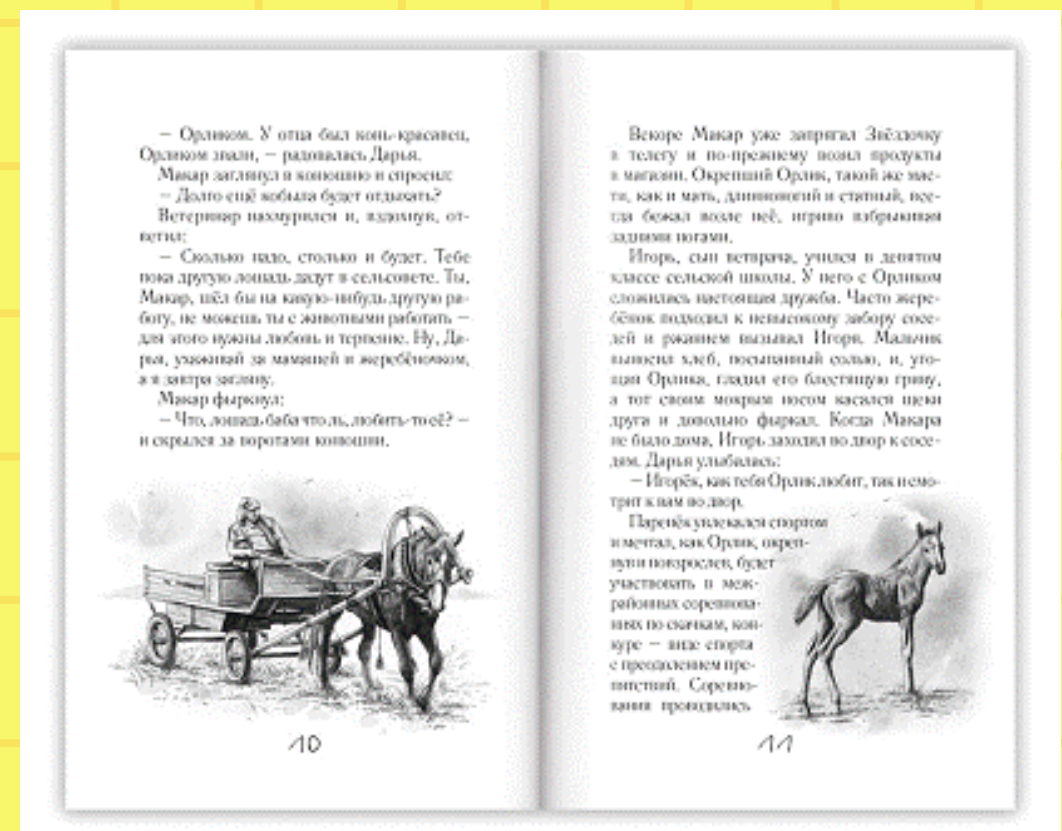 — Орликом. У отца был конь-красавец,
Орликом звали, — радовалась Дарья.
Макар заглянул в конюшню и спросил:
— Долго ещё кобыла будет отдыхать?
Ветеринар нахмурился и, вздохнув, от-
ветил:
— Сколько надо, столько и будет. Тебе
пока другую лошадь дадут в сельсовете. Ты,
Макар, шёл бы на какую-нибудь другую ра-
боту, не можешь ты с животными работать —
для этого нужны любовь и терпение. Ну, Да-
рья, ухаживай за мамашей и жеребёночком,
а я завтра загляну.
Макар фыркнул:
— Что, лошадь баба что ль, любить-то её? —
и скрылся за воротами конюшни.
10
Вскоре Макар уже запрягал Звёздочку
в телегу и по-прежнему возил продукты
в магазин. Окрепший Орлик, такой же мас-
ти, как и мать, длинноногий и статный, все-
гда бежал возле неё, игриво взбрыкивая
задними ногами.
Игорь, сын ветврача, учился в девятом
классе сельской школы. У него с Орликом
сложилась настоящая дружба. Часто жере-
бёнок подходил к невысокому забору сосе-
дей и ржанием вызывал Игоря. Мальчик
выносил хлеб, посыпанный солью, и, уго-
щая Орлика, гладил его блестящую гриву,
а тот своим мокрым носом касался щеки
друга и довольно фыркал. Когда Макара
не было дома, Игорь заходил во двор к сосе-
дям. Дарья улыбалась:
— Игорёк, как тебя Орлик любит, так и смо-
трит к вам во двор.
Паренёк увлекался спортом
и мечтал, как Орлик, окреп-
нув и повзрослев, будет
участвовать в меж-
районных соревнова-
ниях по скачкам, кон-
куре — виде спорта
с преодолением пре-
пятствий. Соревно-
вания проводились
11